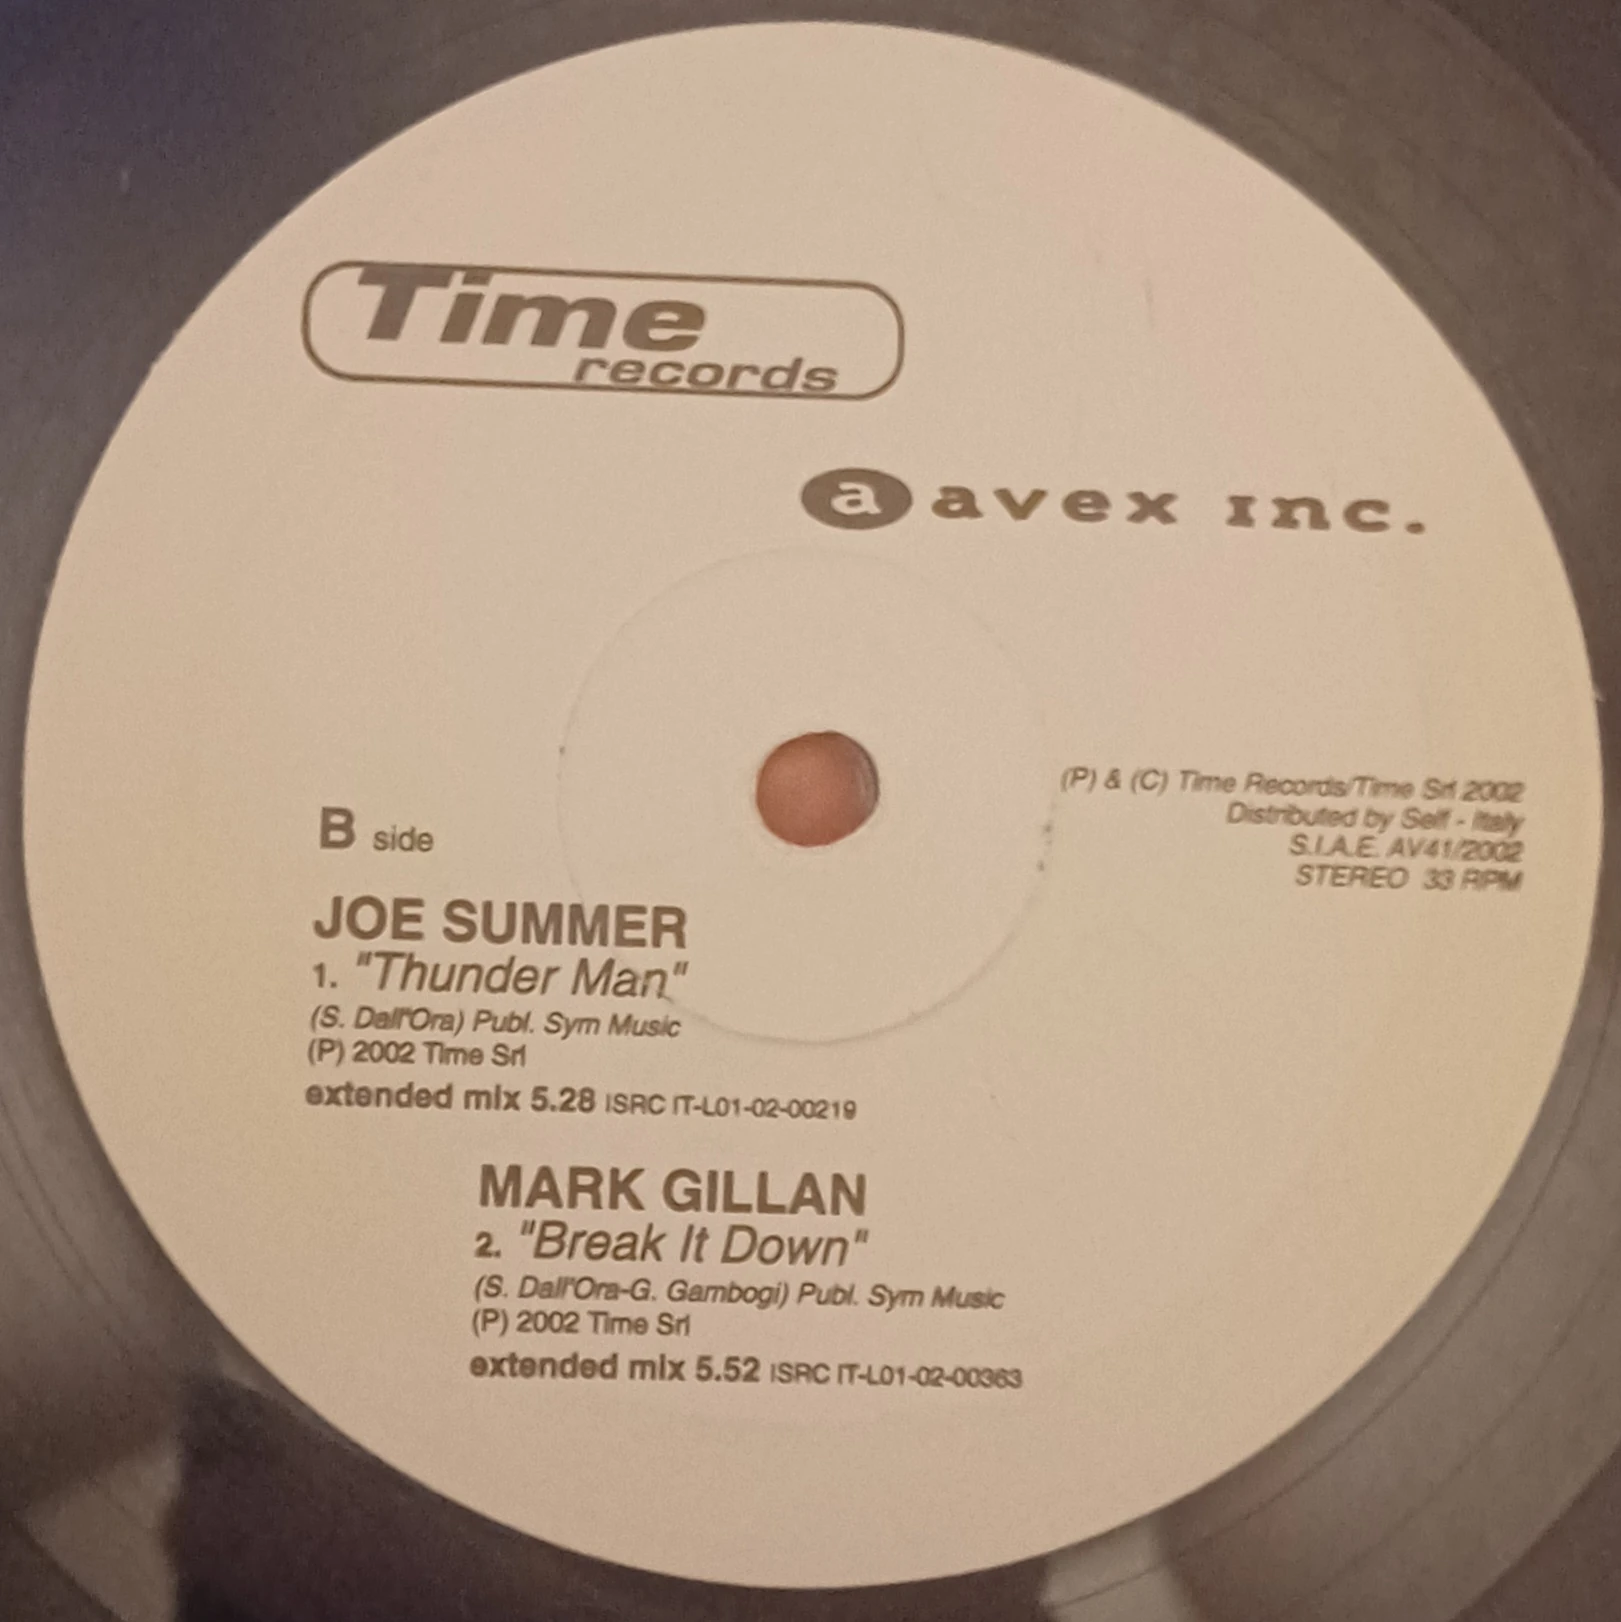 Time
records
a avex inc.
(P) & (C) Time Records/Time Srl 2002
Distributed by Self - Italy
S.I.A.E. AV41/2002
STEREO 33 RPM
B side
JOE SUMMER
1. "Thunder Man"
(S. Dall'Ora) Publ. Sym Music
(P) 2002 Time Srl
extended mix 5.28 ISRC IT-L01-02-00219
MARK GILLAN
2. "Break It Down"
(S. Dall'Ora-G. Gambogi) Publ. Sym Music
(P) 2002 Time Srl
extended mix 5.52 ISRC IT-L01-02-00363